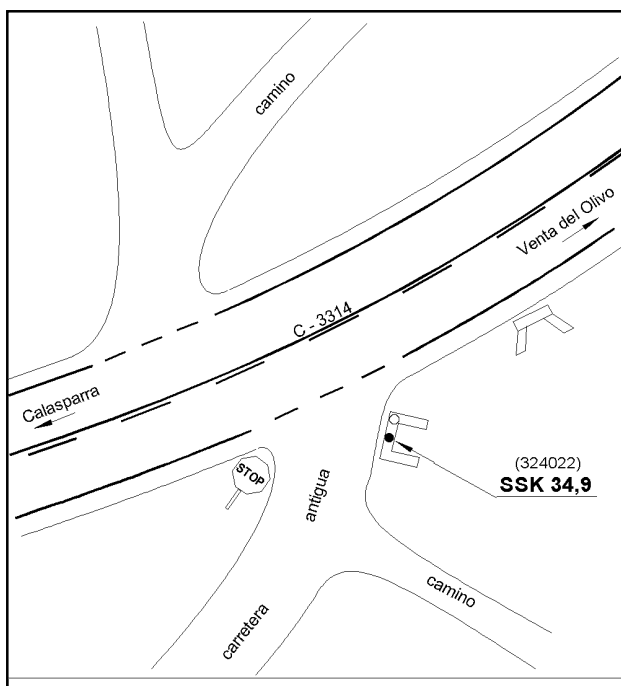 camino
Venta del Olivo
C - 3314
Calasparra
STOP
antigua
(324022)
SSK 34,9
camino
carretera